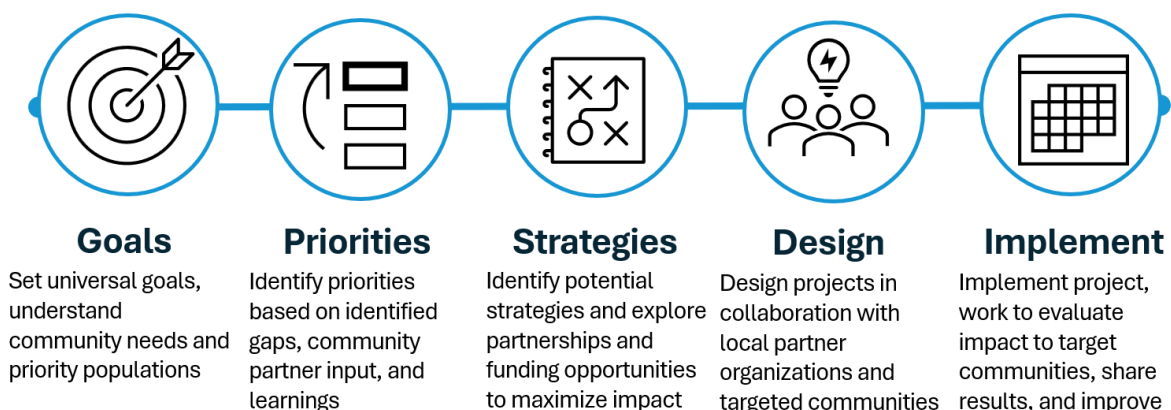 Goals
Set universal goals,
understand
community needs and
priority populations
Priorities
Identify priorities
based on identified
gaps, community
partner input, and
learnings
Strategies
Identify potential
strategies and explore
partnerships and
funding opportunities
to maximize impact
Design
Design projects in
collaboration with
local partner
organizations and
targeted communities
Implement
Implement project,
work to evaluate
impact to target
communities, share
results, and improve